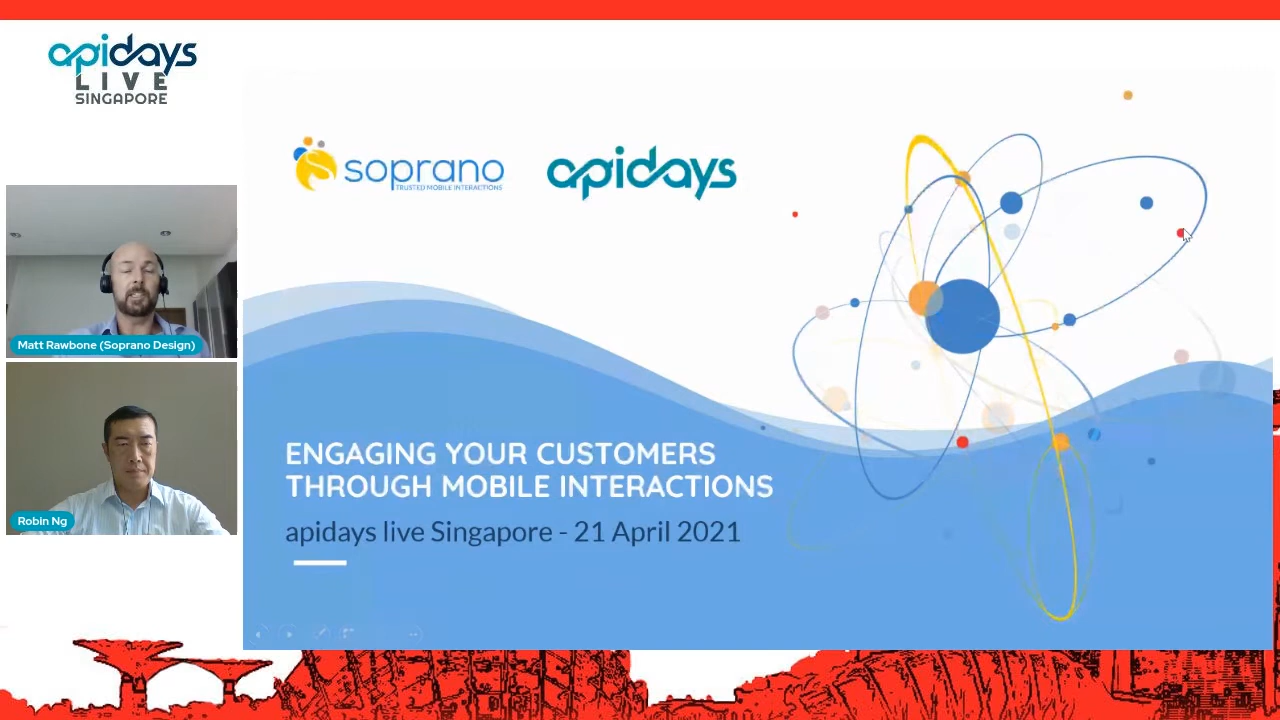 apidays
LIVE
SINGAPORE
soprano
TRUSTED MOBILE INTERACTIONS
apidays
Matt Rawbone (Soprano Design)
Robin Ng
ENGAGING YOUR CUSTOMERS
THROUGH MOBILE INTERACTIONS
apidays live Singapore - 21 April 2021